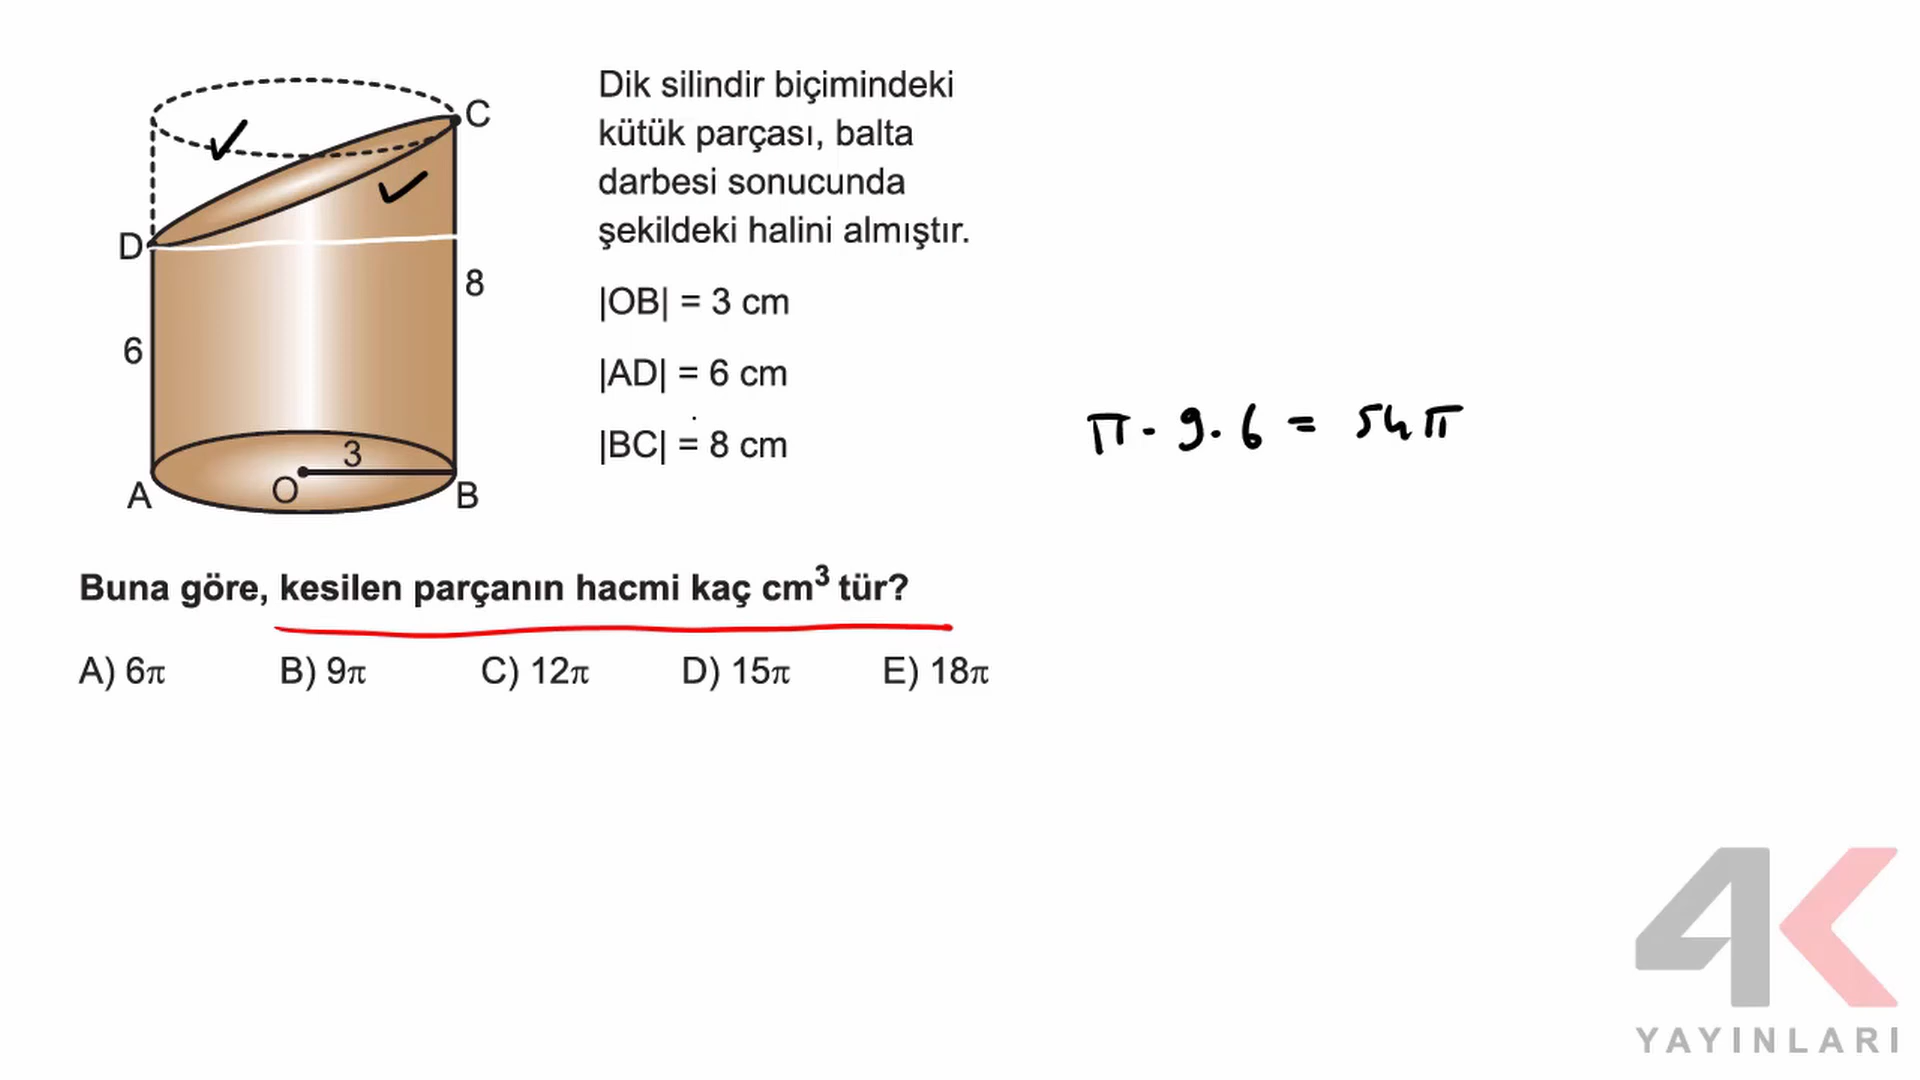 C
D
8
6
3
O
A
B
Dik silindir biçimindeki
kütük parçası, balta
darbesi sonucunda
şekildeki halini almıştır.
|OB| = 3 cm
|AD| = 6 cm
|BC| = 8 cm
π · 9 · 6 = 54π
Buna göre, kesilen parçanın hacmi kaç cm³ tür?
A) 6π B) 9π C) 12π D) 15π E) 18π
4K
YAYINLARI